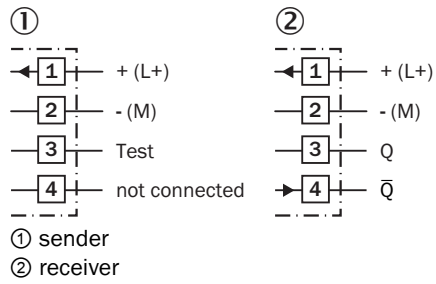 ① ②
1 + (L+) 1 + (L+)
2 - (M) 2 - (M)
3 Test 3 Q
4 not connected 4 Q̅
① sender
② receiver